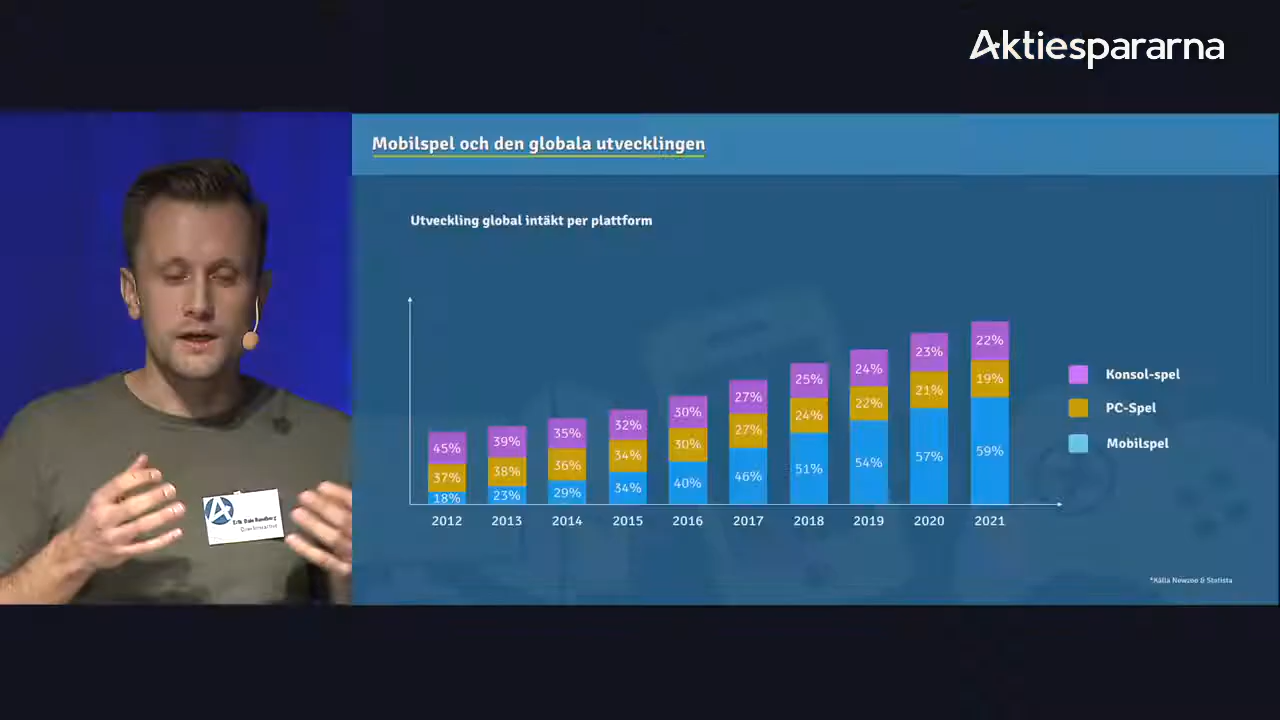 Aktiespararna
Mobilspel och den globala utvecklingen
Utveckling global intäkt per plattform
45% 39% 35% 32% 30% 27% 25% 24% 23% 22%
37% 38% 36% 34% 30% 27% 24% 22% 21% 19%
18% 23% 29% 34% 40% 46% 51% 54% 57% 59%
2012 2013 2014 2015 2016 2017 2018 2019 2020 2021
Konsol-spel
PC-Spel
Mobilspel
*Källa Newzoo & Statista